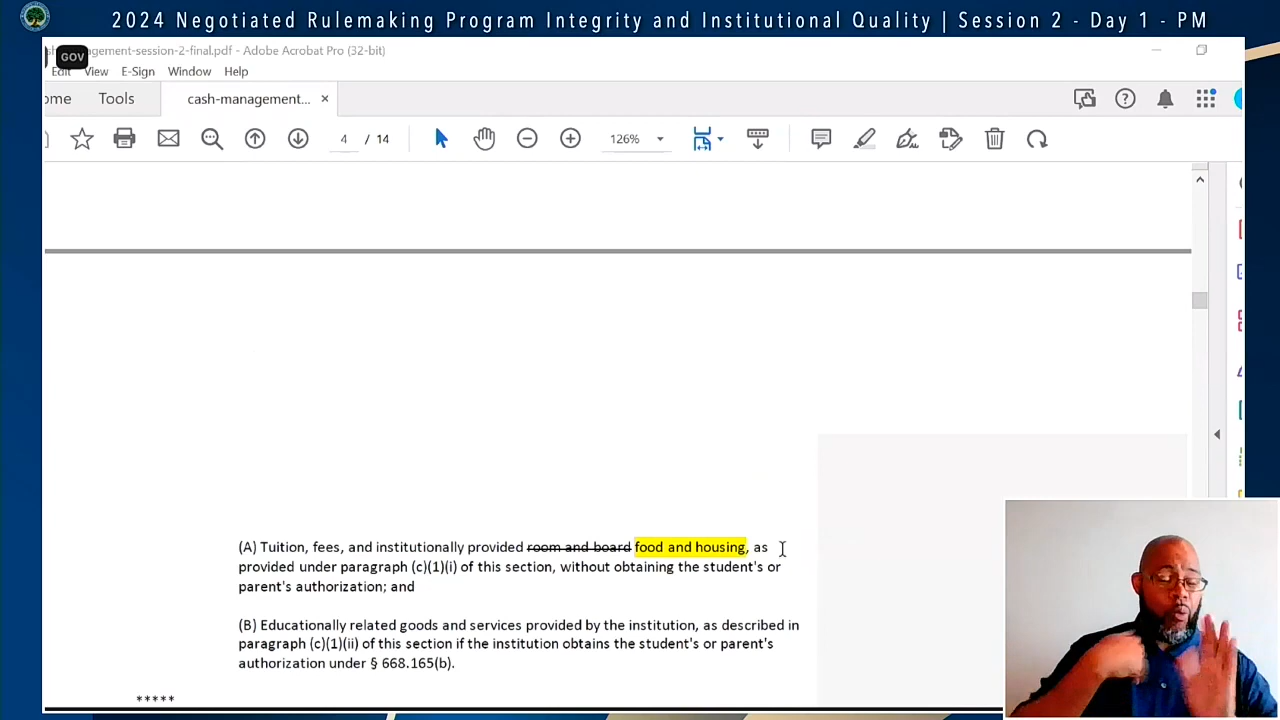 2024 Negotiated Rulemaking Program Integrity and Institutional Quality | Session 2 - Day 1 - PM
GOV
agement-session-2-final.pdf - Adobe Acrobat Pro (32-bit)
Edit View E-Sign Window Help
ome Tools cash-management... ×
4 / 14 126%
(A) Tuition, fees, and institutionally provided room and board food and housing, as
provided under paragraph (c)(1)(i) of this section, without obtaining the student's or
parent's authorization; and
(B) Educationally related goods and services provided by the institution, as described in
paragraph (c)(1)(ii) of this section if the institution obtains the student's or parent's
authorization under § 668.165(b).
*****